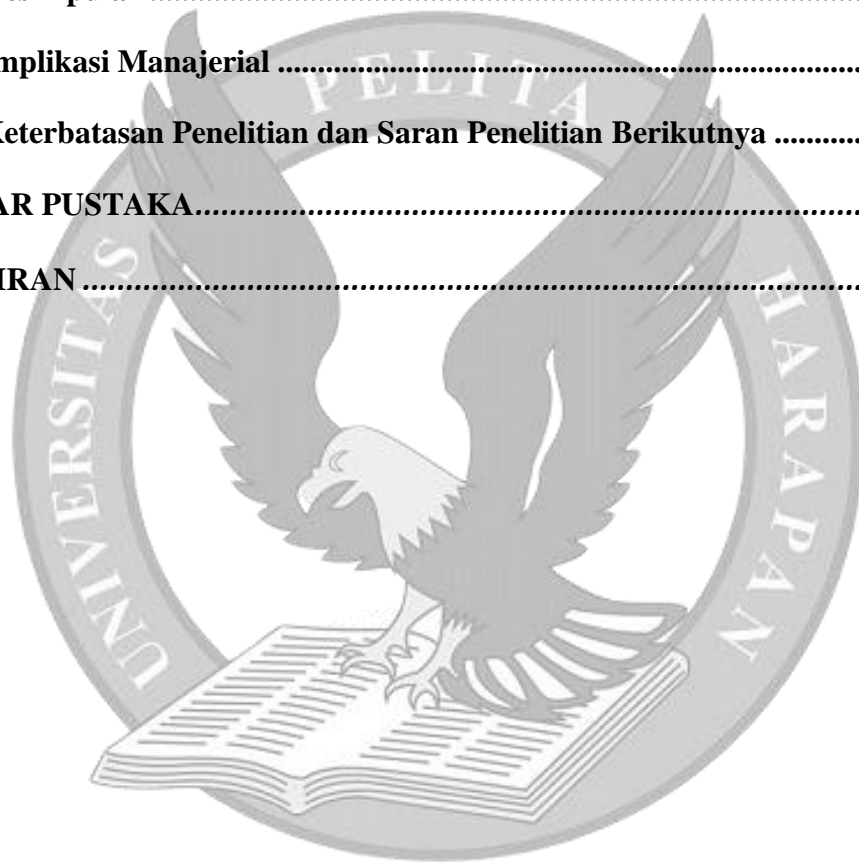 mplikasi Manajerial ............................................................
Keterbatasan Penelitian dan Saran Penelitian Berikutnya ...........
AR PUSTAKA................................................................
IRAN ................................................................................
UNIVERSITAS PELITA HARAPAN